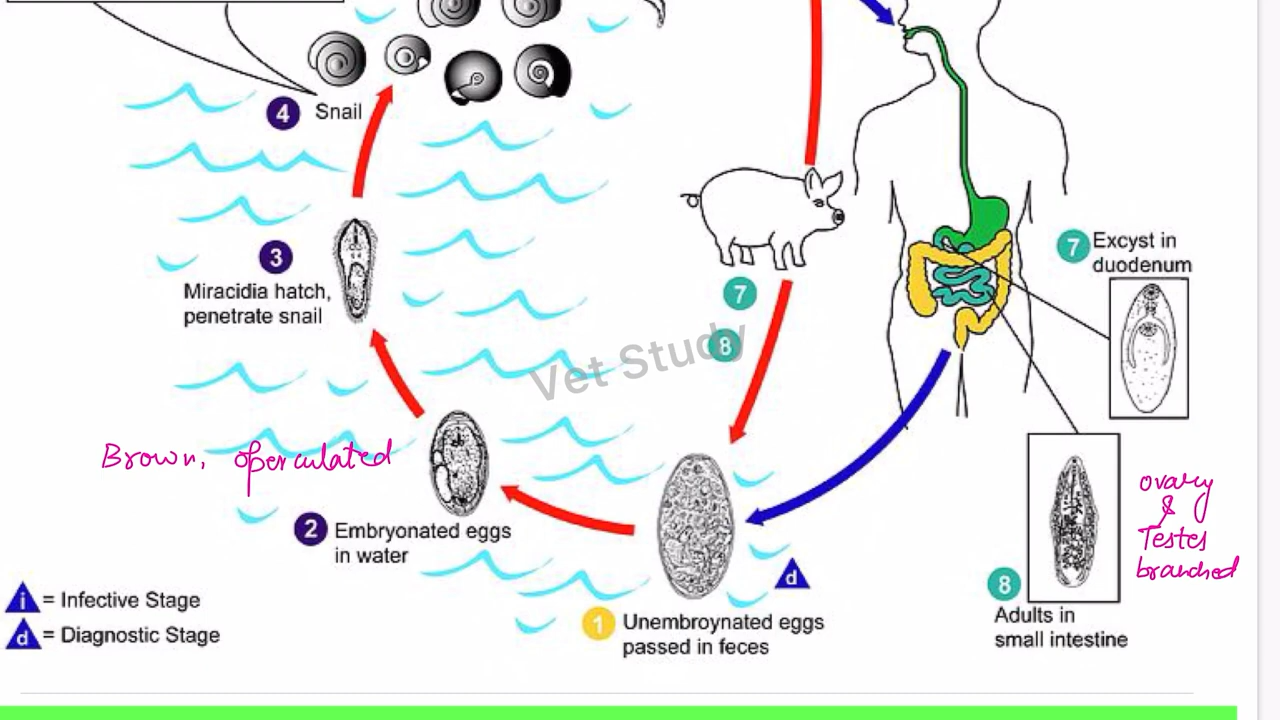 4 Snail
3
Miracidia hatch,
penetrate snail
7
8
7 Excyst in
duodenum
Vet Study
Brown, operculated
2 Embryonated eggs
in water
ovary
&
Testes
branched
d
i = Infective Stage
d = Diagnostic Stage
1 Unembroynated eggs
passed in feces
8
Adults in
small intestine